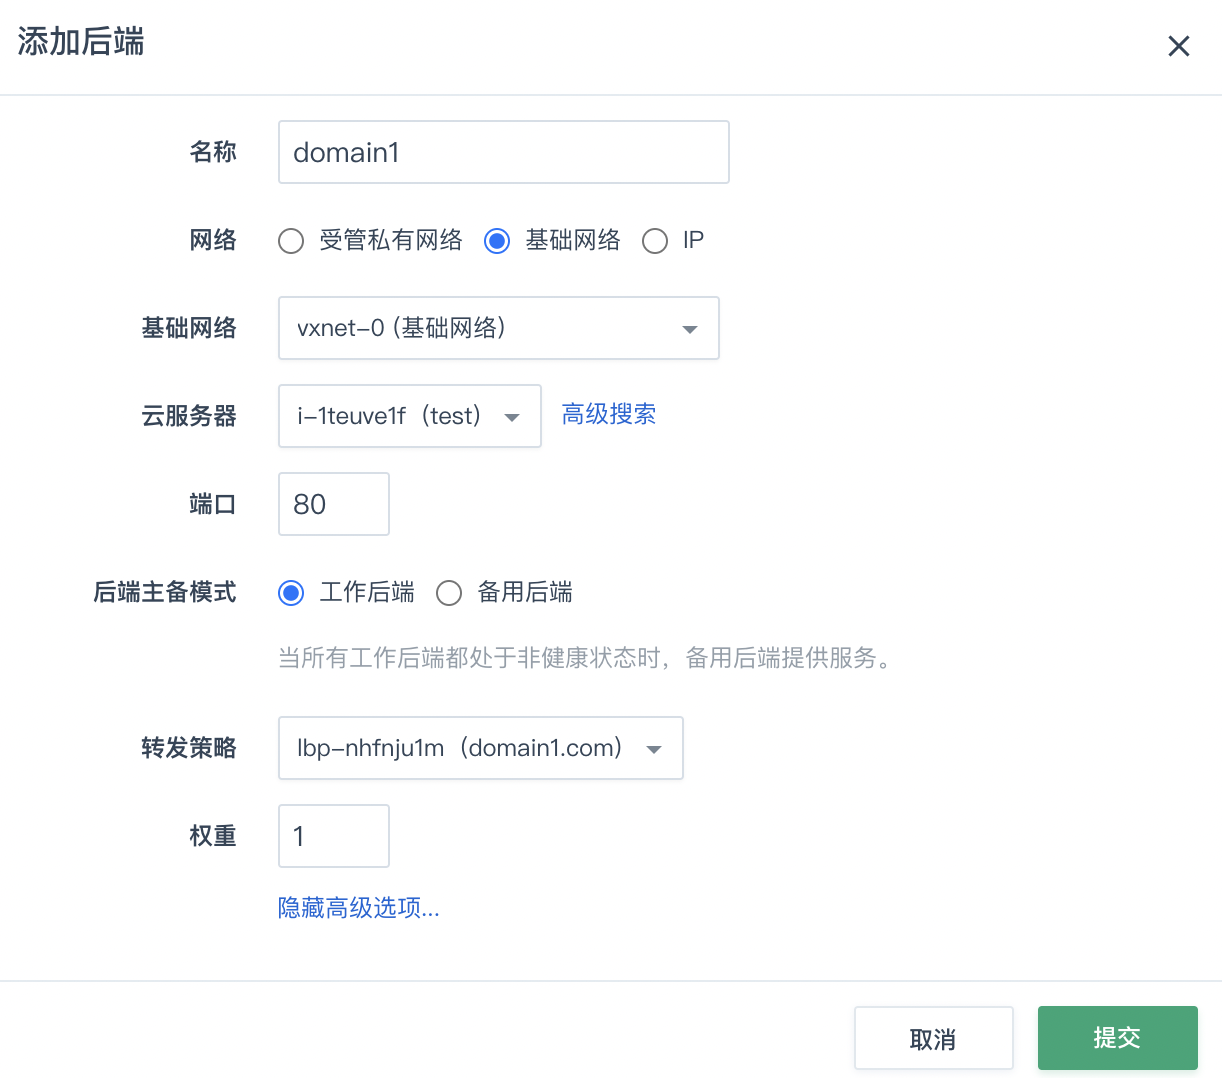 添加后端
名称 domain1
网络 受管私有网络 基础网络 IP
基础网络 vxnet-0 (基础网络)
云服务器 i-1teuve1f（test） 高级搜索
端口 80
后端主备模式 工作后端 备用后端
当所有工作后端都处于非健康状态时，备用后端提供服务。
转发策略 lbp-nhfnju1m（domain1.com）
权重 1
隐藏高级选项...
取消 提交